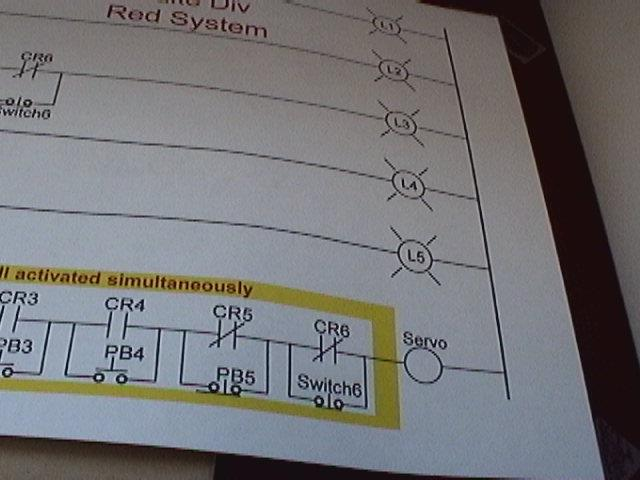 Div
Red System
L1
CR6
L2
Switch6
L3
L4
L5
ll activated simultaneously
CR3
CR4
CR5
CR6
Servo
PB3
PB4
PB5
Switch6